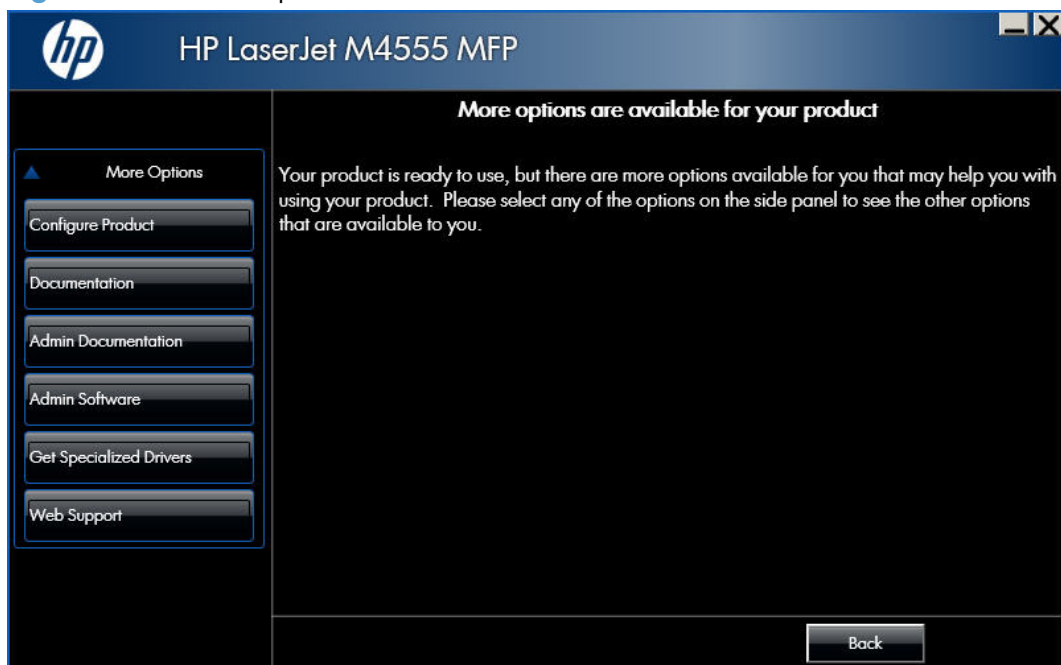 hp
HP LaserJet M4555 MFP
More options are available for your product
More Options
Configure Product
Documentation
Admin Documentation
Admin Software
Get Specialized Drivers
Web Support
Your product is ready to use, but there are more options available for you that may help you with
using your product. Please select any of the options on the side panel to see the other options
that are available to you.
Back